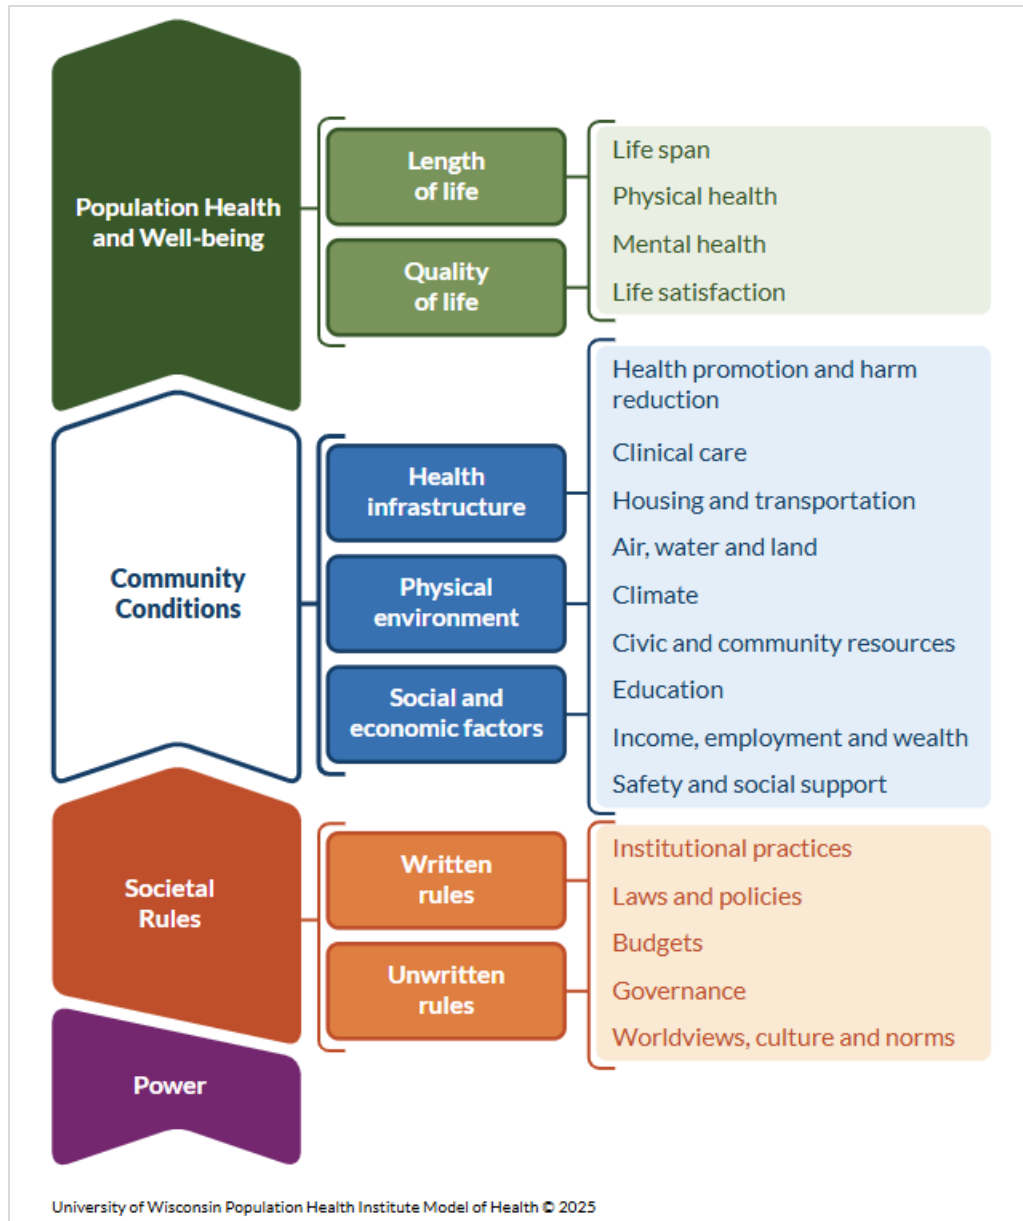 Population Health
and Well-being
Length
of life
Quality
of life
Life span
Physical health
Mental health
Life satisfaction
Community
Conditions
Health
infrastructure
Physical
environment
Social and
economic factors
Health promotion and harm
reduction
Clinical care
Housing and transportation
Air, water and land
Climate
Civic and community resources
Education
Income, employment and wealth
Safety and social support
Societal
Rules
Written
rules
Unwritten
rules
Institutional practices
Laws and policies
Budgets
Governance
Worldviews, culture and norms
Power
University of Wisconsin Population Health Institute Model of Health © 2025